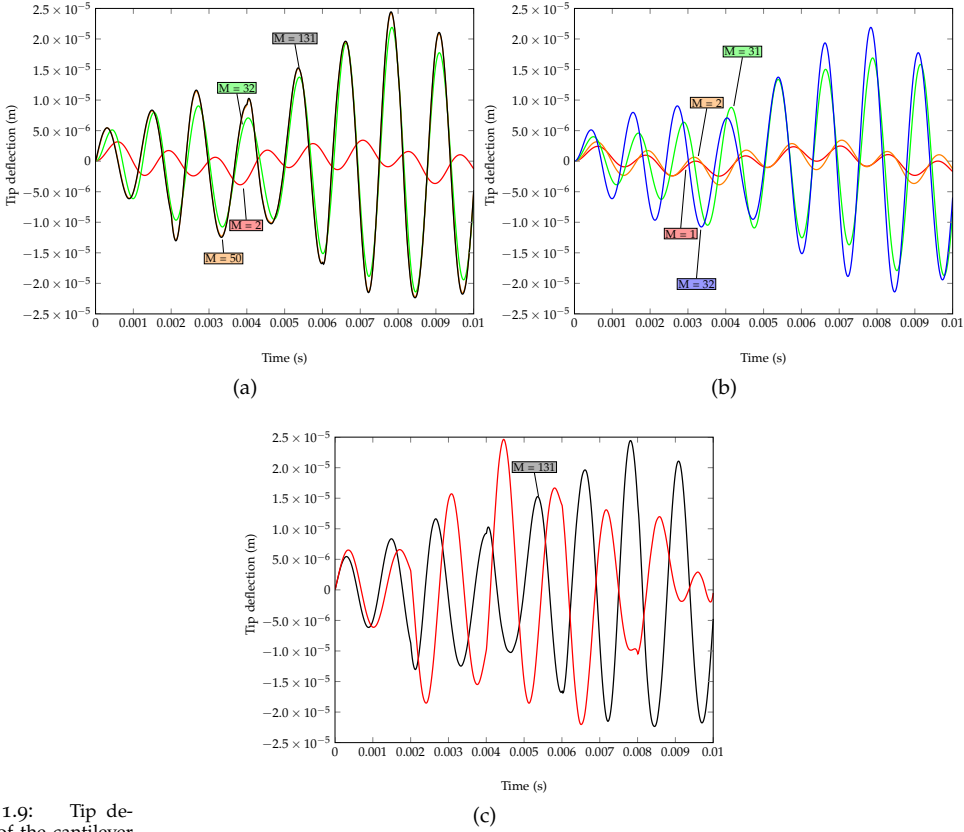 2.5 × 10⁻⁵
2.0 × 10⁻⁵
1.5 × 10⁻⁵
1.0 × 10⁻⁵
5.0 × 10⁻⁶
0
−5.0 × 10⁻⁶
−1.0 × 10⁻⁵
−1.5 × 10⁻⁵
−2.0 × 10⁻⁵
−2.5 × 10⁻⁵
Tip deflection (m)
M = 131
M = 32
M = 2
M = 50
0 0.001 0.002 0.003 0.004 0.005 0.006 0.007 0.008 0.009 0.01
Time (s)
(a)
2.5 × 10⁻⁵
2.0 × 10⁻⁵
1.5 × 10⁻⁵
1.0 × 10⁻⁵
5.0 × 10⁻⁶
0
−5.0 × 10⁻⁶
−1.0 × 10⁻⁵
−1.5 × 10⁻⁵
−2.0 × 10⁻⁵
−2.5 × 10⁻⁵
Tip deflection (m)
M = 31
M = 2
M = 1
M = 32
0 0.001 0.002 0.003 0.004 0.005 0.006 0.007 0.008 0.009 0.01
Time (s)
(b)
2.5 × 10⁻⁵
2.0 × 10⁻⁵
1.5 × 10⁻⁵
1.0 × 10⁻⁵
5.0 × 10⁻⁶
0
−5.0 × 10⁻⁶
−1.0 × 10⁻⁵
−1.5 × 10⁻⁵
−2.0 × 10⁻⁵
−2.5 × 10⁻⁵
Tip deflection (m)
M = 131
0 0.001 0.002 0.003 0.004 0.005 0.006 0.007 0.008 0.009 0.01
Time (s)
(c)
1.9: Tip de-
of the cantilever